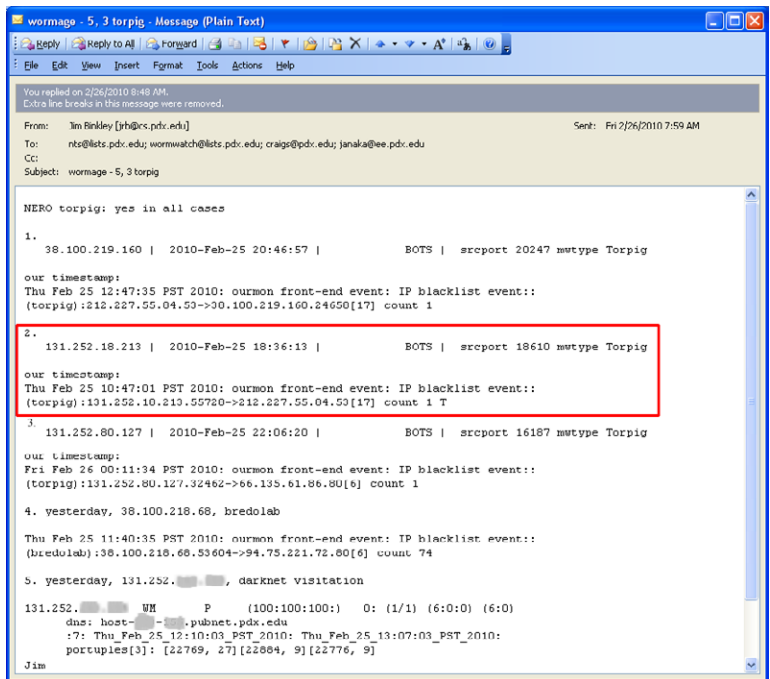 wormage - 5, 3 torpig - Message (Plain Text)
Reply Reply to All Forward
File Edit View Insert Format Tools Actions Help
You replied on 2/26/2010 8:48 AM.
Extra line breaks in this message were removed.
From: Jim Binkley [jrb@cs.pdx.edu] Sent: Fri 2/26/2010 7:59 AM
To: nts@lists.pdx.edu; wormwatch@lists.pdx.edu; craigs@pdx.edu; janaka@ee.pdx.edu
Cc:
Subject: wormage - 5, 3 torpig
NERO torpig: yes in all cases
1.
38.100.219.160 | 2010-Feb-25 20:46:57 | BOTS | srcport 20247 mwtype Torpig
our timestamp:
Thu Feb 25 12:47:35 PST 2010: ourmon front-end event: IP blacklist event::
(torpig):212.227.55.04.53->38.100.219.160.24650[17] count 1
2.
131.252.18.213 | 2010-Feb-25 18:36:13 | BOTS | srcport 18610 mwtype Torpig
our timestamp:
Thu Feb 25 10:47:01 PST 2010: ourmon front-end event: IP blacklist event::
(torpig):131.252.10.213.55720->212.227.55.04.53[17] count 1 T
3.
131.252.80.127 | 2010-Feb-25 22:06:20 | BOTS | srcport 16187 mwtype Torpig
our timestamp:
Fri Feb 26 00:11:34 PST 2010: ourmon front-end event: IP blacklist event::
(torpig):131.252.80.127.32462->66.135.61.86.80[6] count 1
4. yesterday, 38.100.218.68, bredolab
Thu Feb 25 11:40:35 PST 2010: ourmon front-end event: IP blacklist event::
(bredolab):38.100.218.68.53604->94.75.221.72.80[6] count 74
5. yesterday, 131.252. , darknet visitation
131.252. WM P (100:100:100:) 0: (1/1) (6:0:0) (6:0)
dns: host- - .pubnet.pdx.edu
:7: Thu_Feb_25_12:10:03_PST_2010: Thu_Feb_25_13:07:03_PST_2010:
portuples[3]: [22769, 27][22884, 9][22776, 9]
Jim